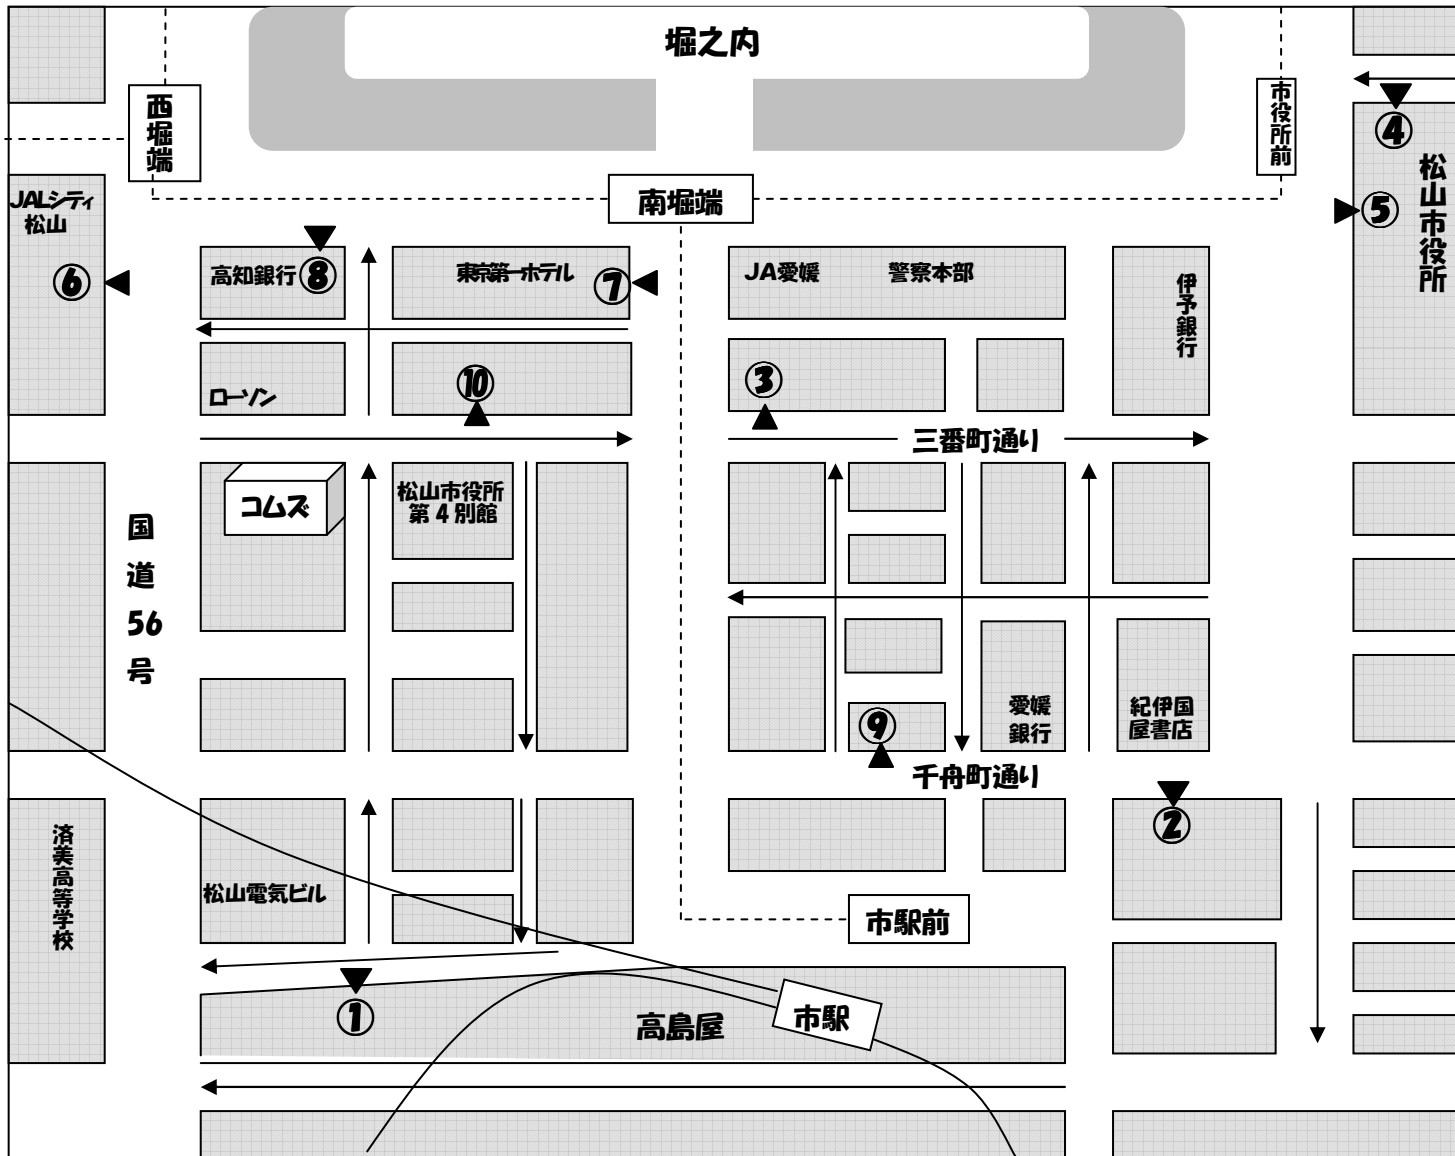 堀之内
西堀端
市役所前
④
松山市役所
JALシティ
松山
南堀端
⑤
⑥
高知銀行
⑧
東京第一ホテル
⑦
JA愛媛
警察本部
伊予銀行
ローソン
⑩
③
三番町通り
コムズ
松山市役所
第4別館
国道56号
愛媛
銀行
紀伊国
屋書店
⑨
千舟町通り
②
済美高等学校
松山電気ビル
市駅前
①
高島屋
市駅